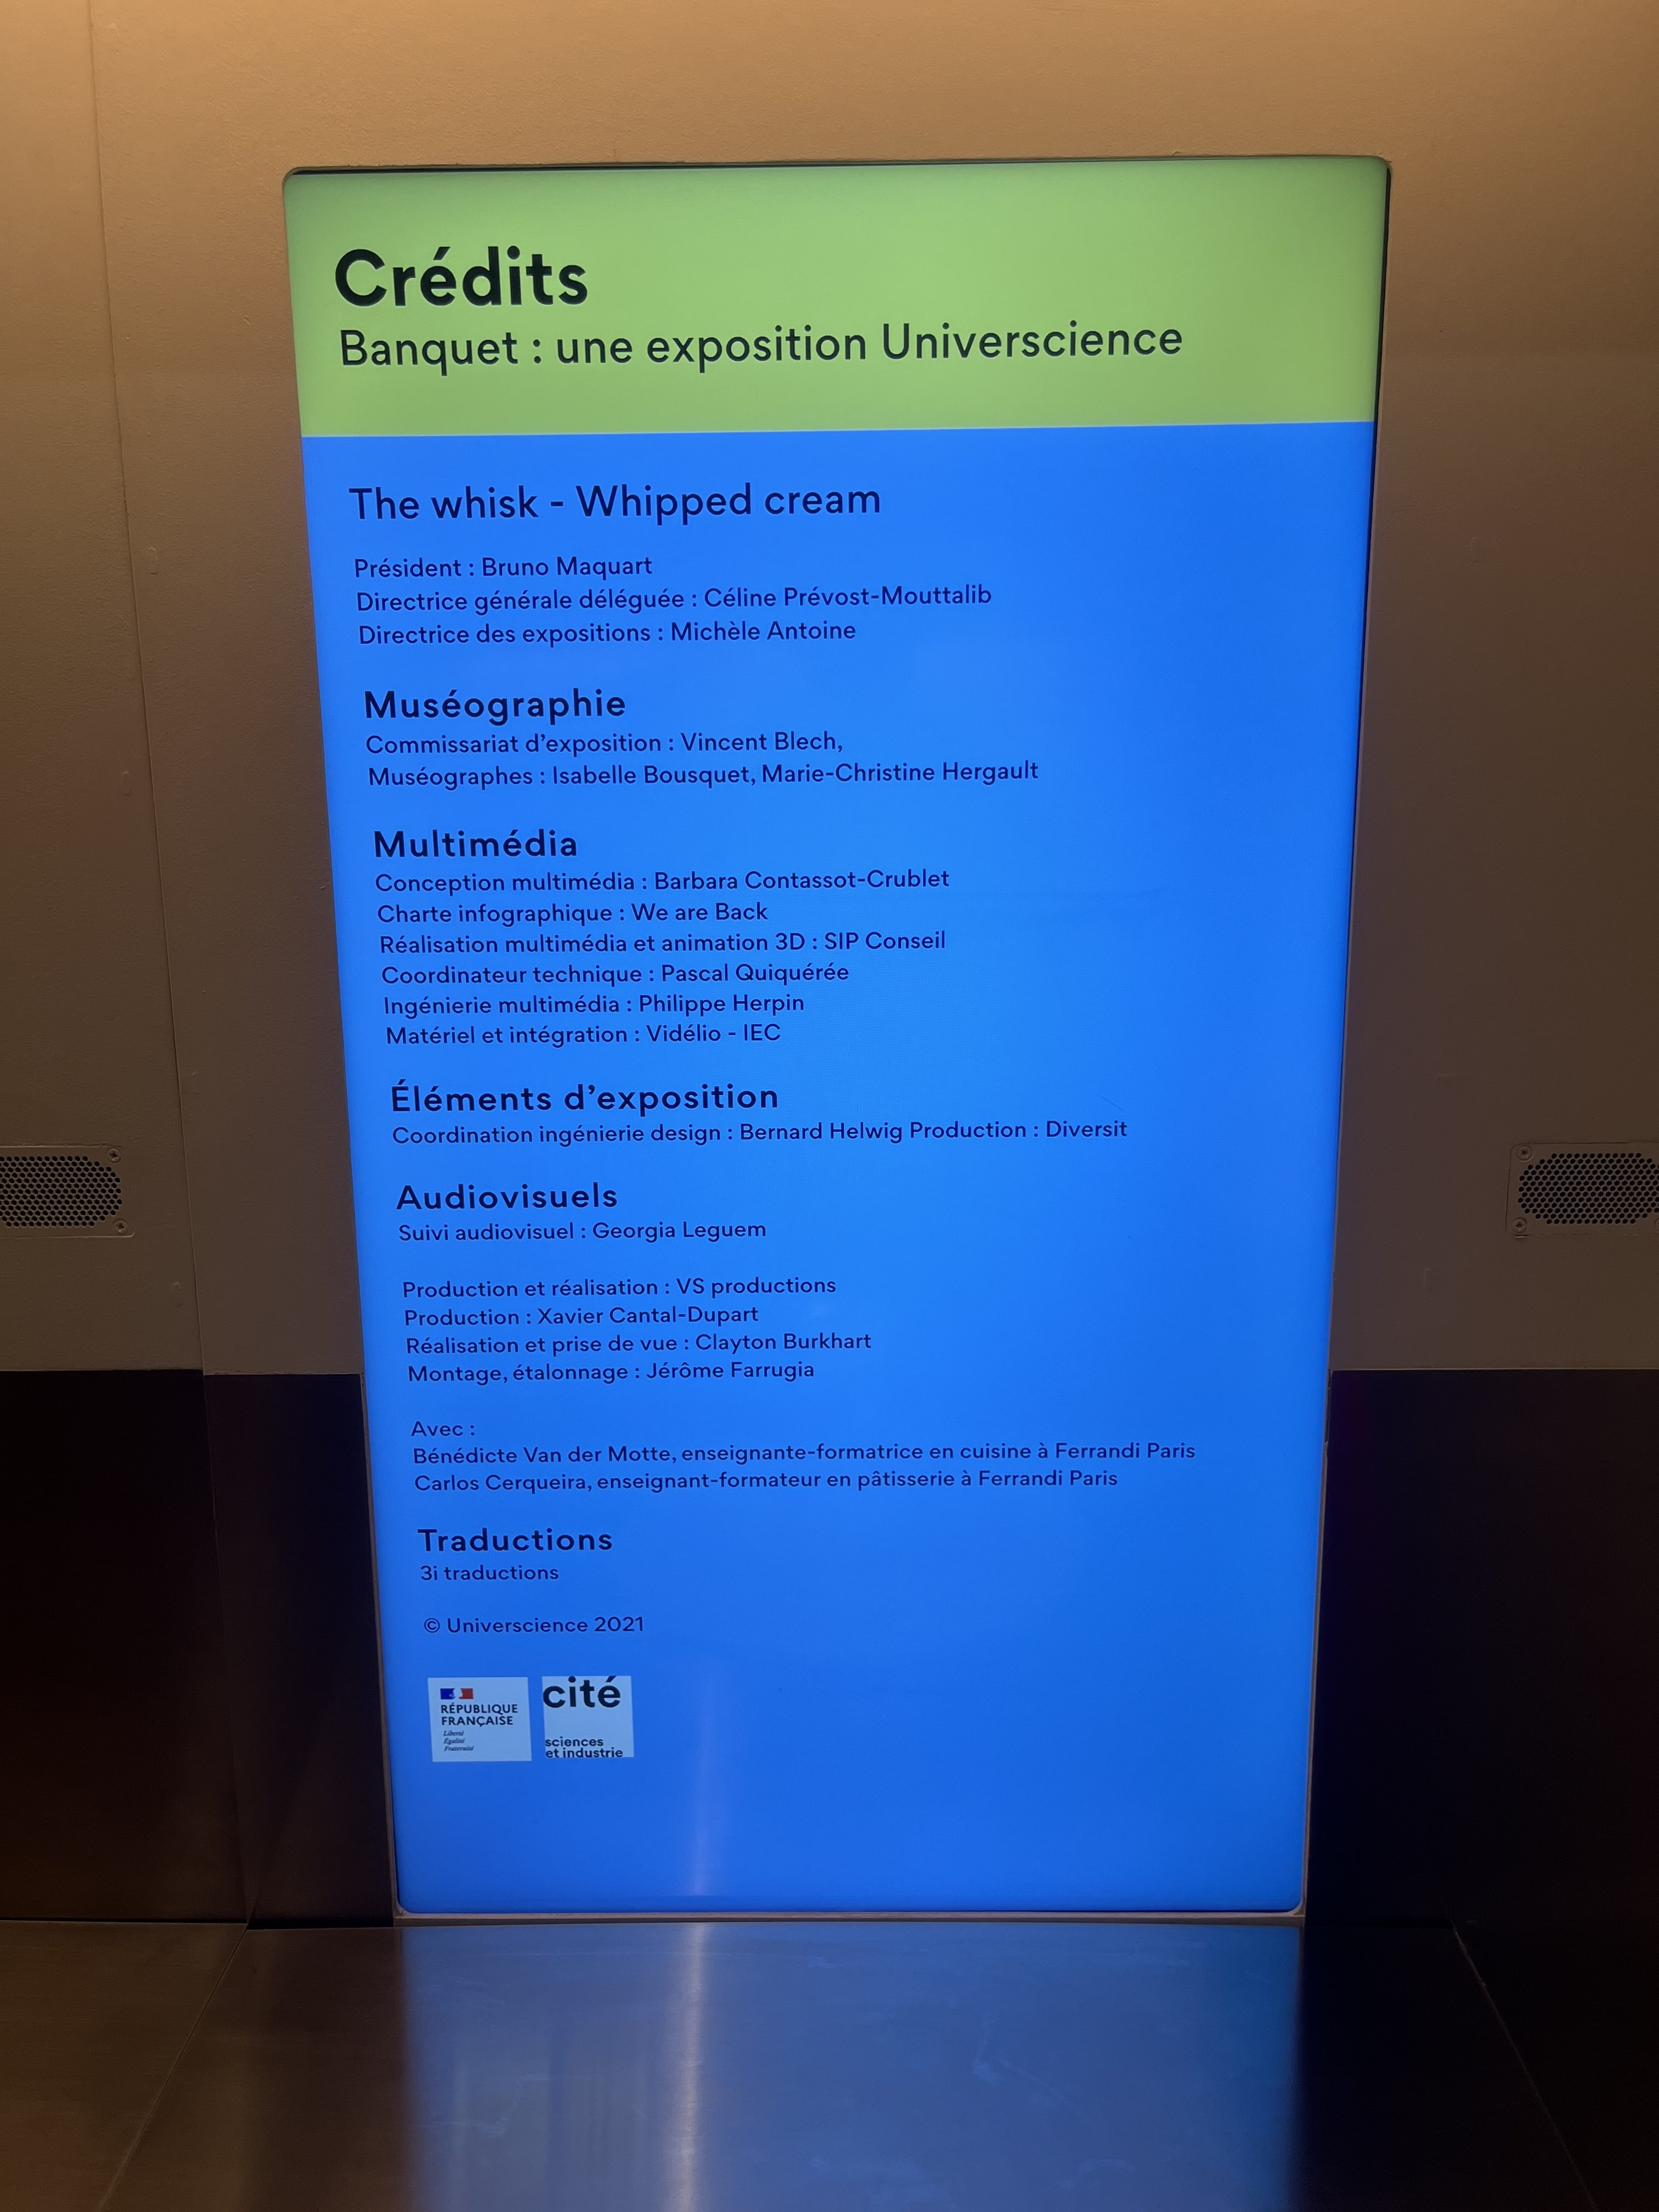 Crédits
Banquet : une exposition Universcience
The whisk - Whipped cream
Président : Bruno Maquart
Directrice générale déléguée : Céline Prévost-Mouttalib
Directrice des expositions : Michèle Antoine
Muséographie
Commissariat d’exposition : Vincent Blech,
Muséographes : Isabelle Bousquet, Marie-Christine Hergault
Multimédia
Conception multimédia : Barbara Contassot-Crublet
Charte infographique : We are Back
Réalisation multimédia et animation 3D : SIP Conseil
Coordinateur technique : Pascal Quiquérée
Ingénierie multimédia : Philippe Herpin
Matériel et intégration : Vidélio - IEC
Éléments d’exposition
Coordination ingénierie design : Bernard Helwig Production : Diversit
Audiovisuels
Suivi audiovisuel : Georgia Leguem
Production et réalisation : VS productions
Production : Xavier Cantal-Dupart
Réalisation et prise de vue : Clayton Burkhart
Montage, étalonnage : Jérôme Farrugia
Avec :
Bénédicte Van der Motte, enseignante-formatrice en cuisine à Ferrandi Paris
Carlos Cerqueira, enseignant-formateur en pâtisserie à Ferrandi Paris
Traductions
3i traductions
© Universcience 2021
RÉPUBLIQUE
FRANÇAISE
Liberté
Égalité
Fraternité
cité
sciences
et industrie